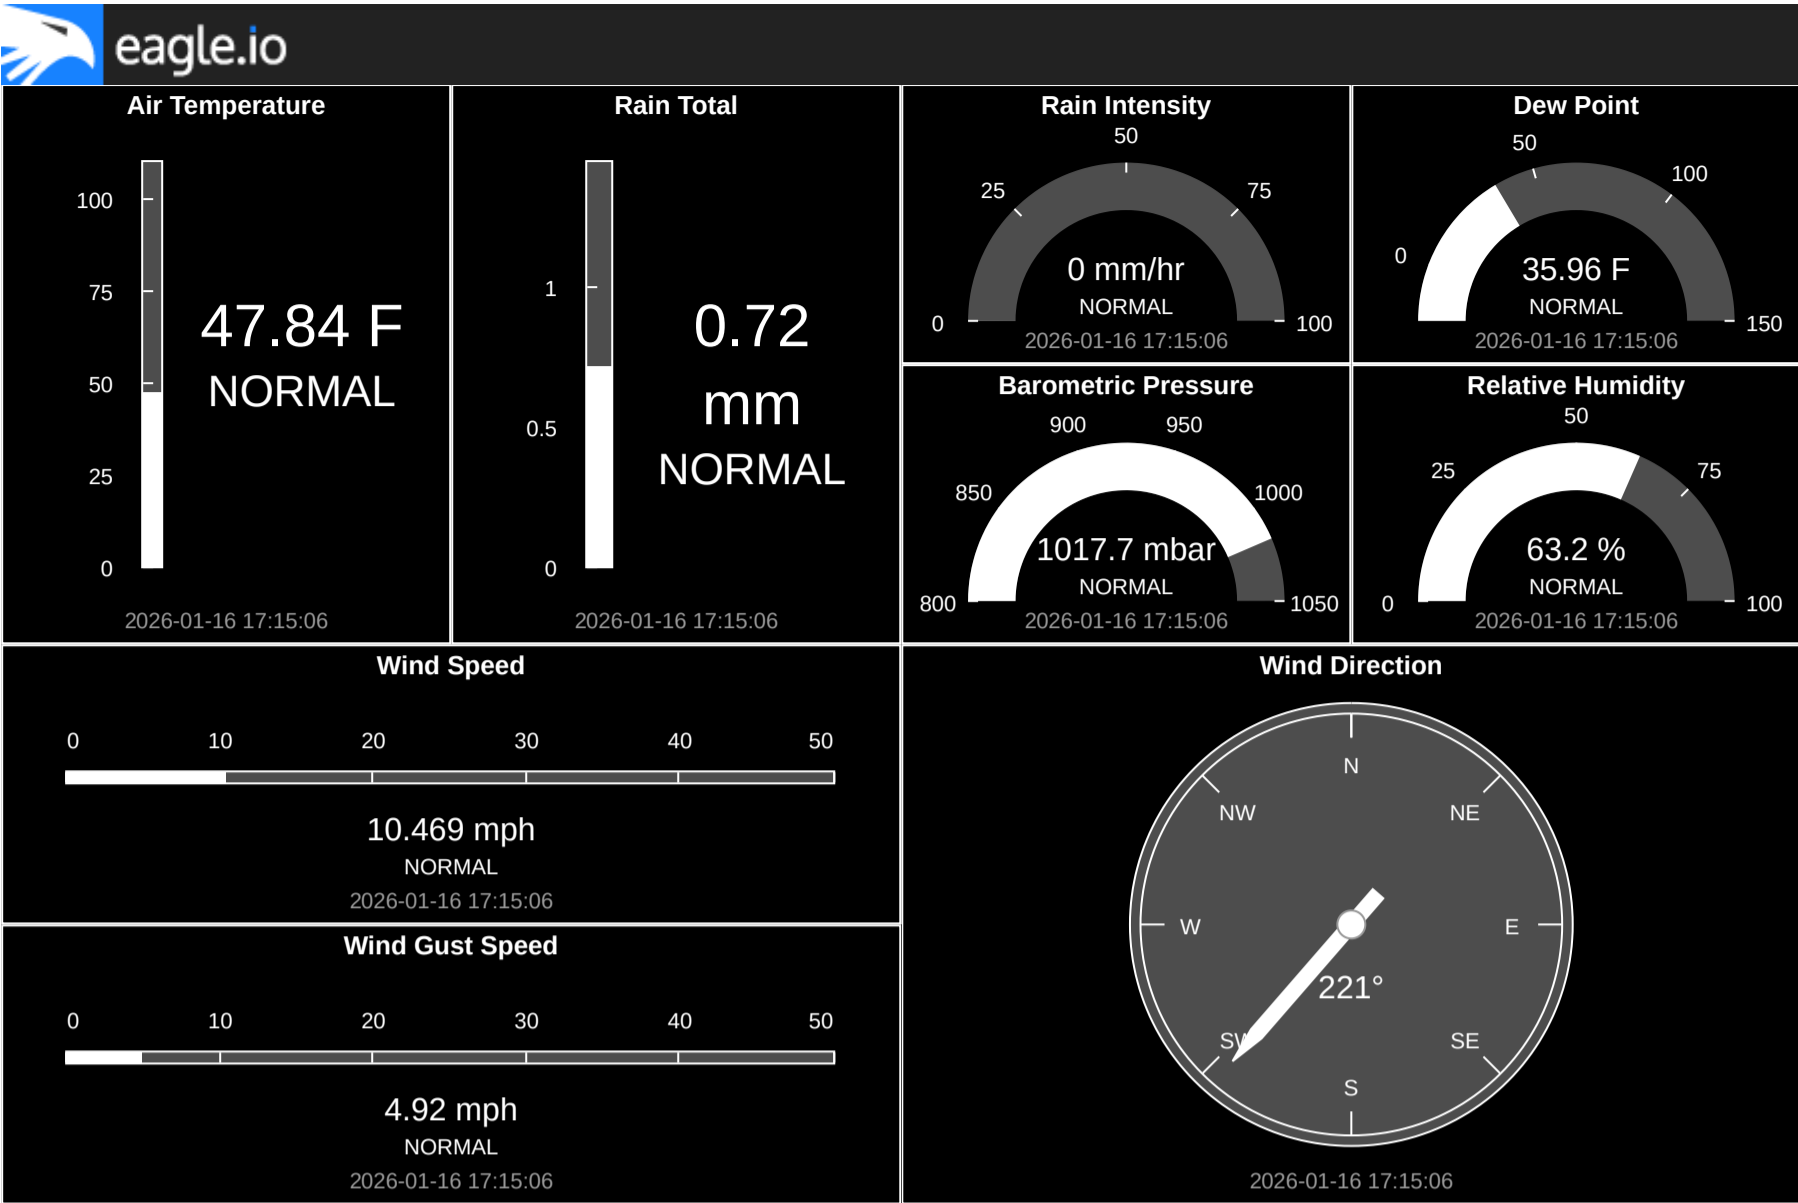 eagle.io
Air Temperature
100
75
50
25
0
47.84 F
NORMAL
2026-01-16 17:15:06
Rain Total
1
0.5
0
0.72
mm
NORMAL
2026-01-16 17:15:06
Rain Intensity
0
25
50
75
100
0 mm/hr
NORMAL
2026-01-16 17:15:06
Dew Point
0
50
100
150
35.96 F
NORMAL
2026-01-16 17:15:06
Barometric Pressure
800
850
900
950
1000
1050
1017.7 mbar
NORMAL
2026-01-16 17:15:06
Relative Humidity
0
25
50
75
100
63.2 %
NORMAL
2026-01-16 17:15:06
Wind Speed
0 10 20 30 40 50
10.469 mph
NORMAL
2026-01-16 17:15:06
Wind Gust Speed
0 10 20 30 40 50
4.92 mph
NORMAL
2026-01-16 17:15:06
Wind Direction
N
NW NE
W E
221°
SW SE
S
2026-01-16 17:15:06